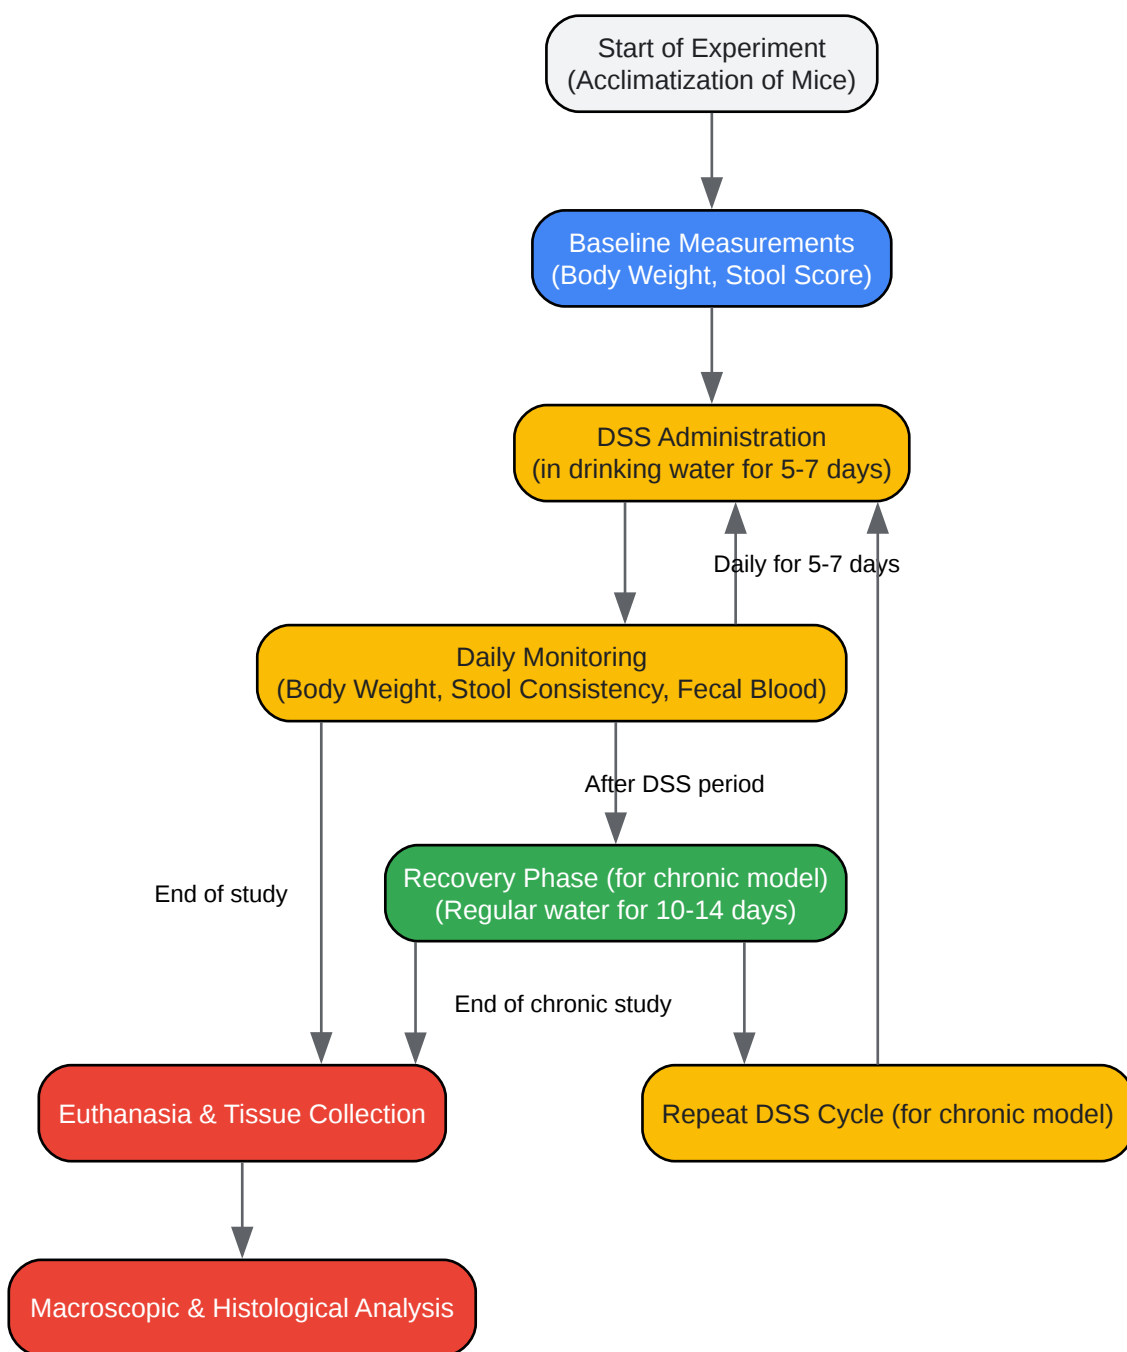 Start of Experiment
(Acclimatization of Mice)
Baseline Measurements
(Body Weight, Stool Score)
DSS Administration
(in drinking water for 5-7 days)
Daily for 5-7 days
Daily Monitoring
(Body Weight, Stool Consistency, Fecal Blood)
After DSS period
Recovery Phase (for chronic model)
(Regular water for 10-14 days)
End of study
End of chronic study
Euthanasia & Tissue Collection
Repeat DSS Cycle (for chronic model)
Macroscopic & Histological Analysis